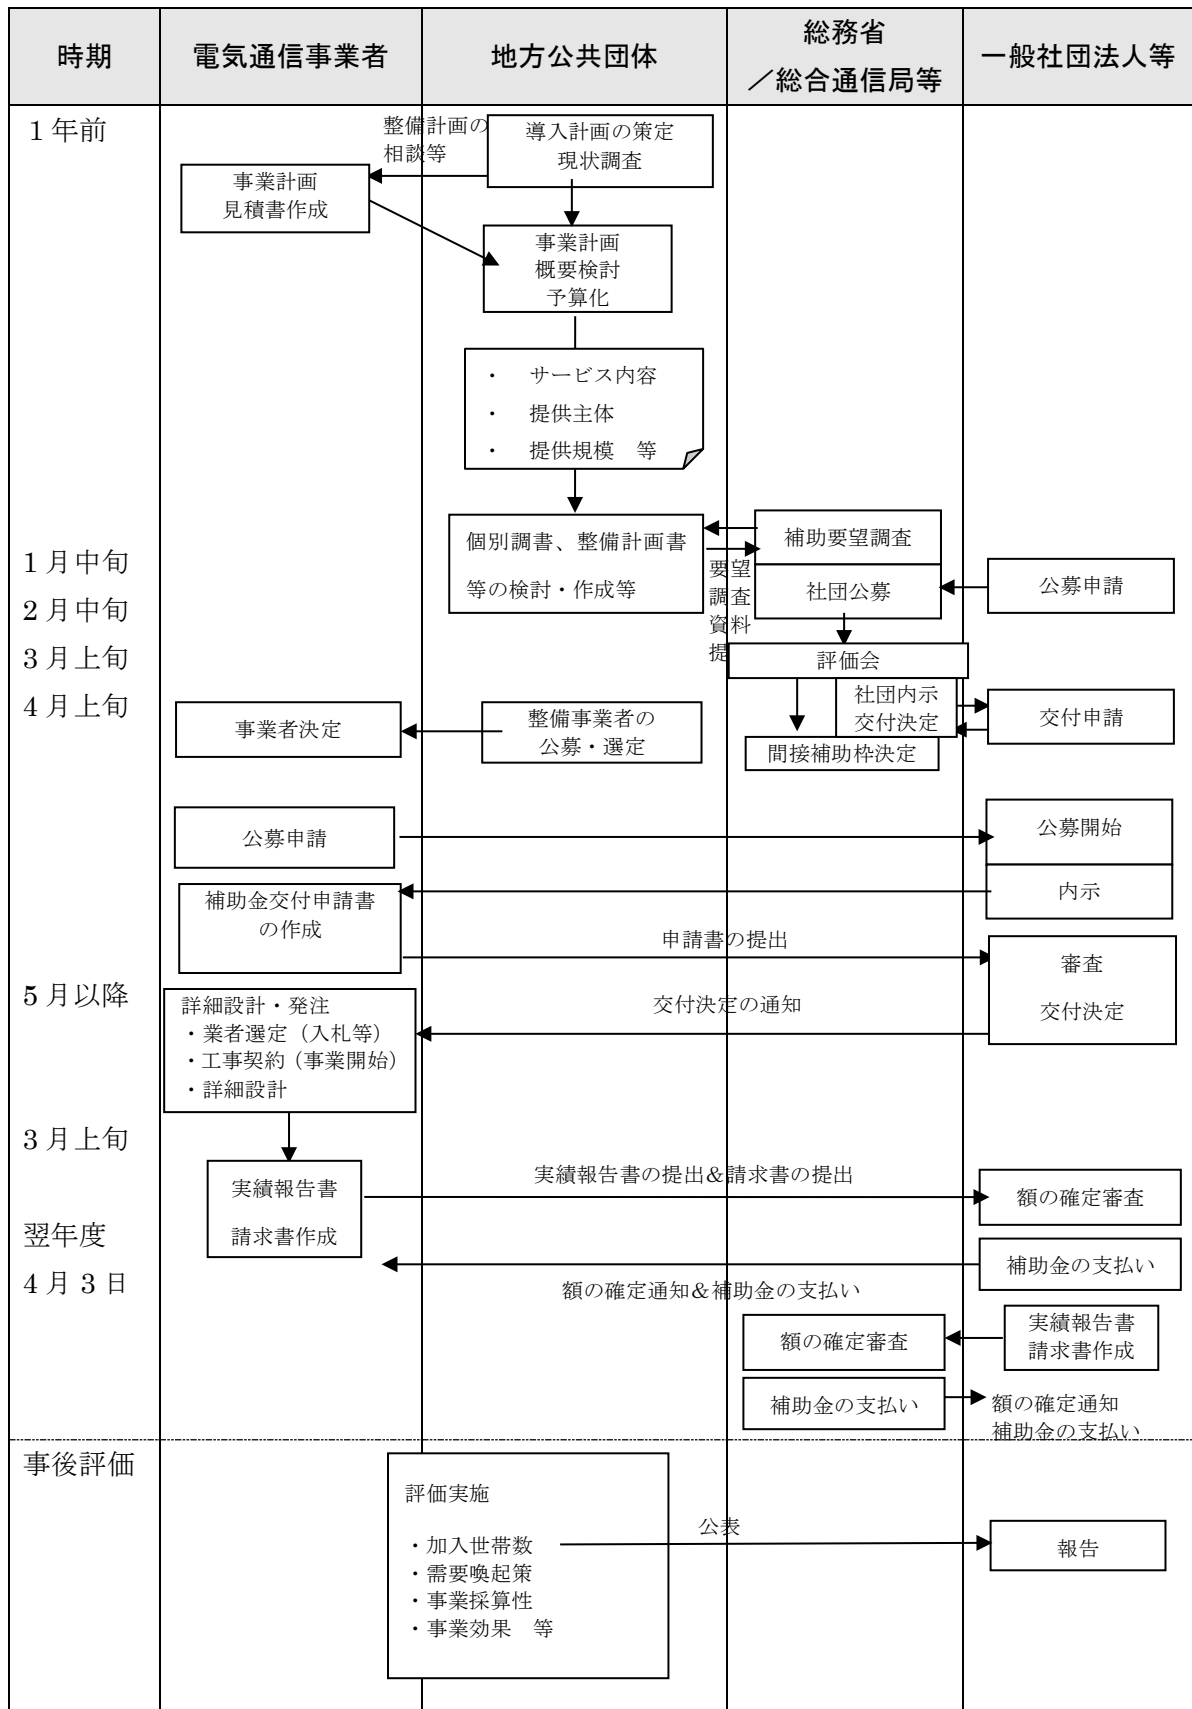 時期
電気通信事業者
地方公共団体
総務省
／総合通信局等
一般社団法人等
1年前
整備計画の
相談等
導入計画の策定
現状調査
事業計画
見積書作成
事業計画
概要検討
予算化
・ サービス内容
・ 提供主体
・ 提供規模　等
1月中旬
2月中旬
3月上旬
4月上旬
個別調書、整備計画書
等の検討・作成等
要望
調査
資料
提
補助要望調査
社団公募
公募申請
評価会
社団内示
交付決定
交付申請
間接補助枠決定
整備事業者の
公募・選定
事業者決定
公募申請
公募開始
内示
補助金交付申請書
の作成
申請書の提出
審査
交付決定
5月以降
詳細設計・発注
・業者選定（入札等）
・工事契約（事業開始）
・詳細設計
交付決定の通知
3月上旬
実績報告書
請求書作成
実績報告書の提出＆請求書の提出
額の確定審査
翌年度
4月3日
補助金の支払い
額の確定通知＆補助金の支払い
額の確定審査
実績報告書
請求書作成
補助金の支払い
額の確定通知
補助金の支払い
事後評価
評価実施
・加入世帯数
・需要喚起策
・事業採算性
・事業効果　等
公表
報告